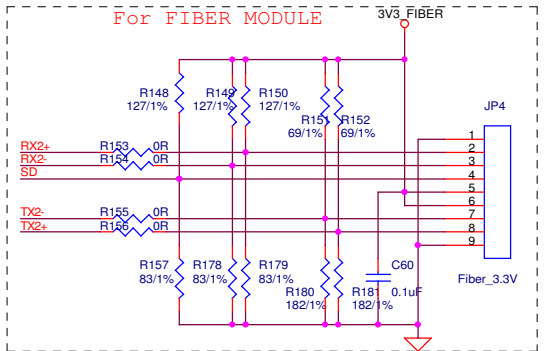 For FIBER MODULE
3V3_FIBER
R148
127/1%
R149
127/1%
R150
127/1%
R151
69/1%
R152
69/1%
JP4
RX2+
R153
0R
RX2-
R154
0R
SD
TX2-
R155
0R
TX2+
R156
0R
1
2
3
4
5
6
7
8
9
R157
83/1%
R178
83/1%
R179
83/1%
R180
182/1%
R181
182/1%
C60
0.1uF
Fiber_3.3V